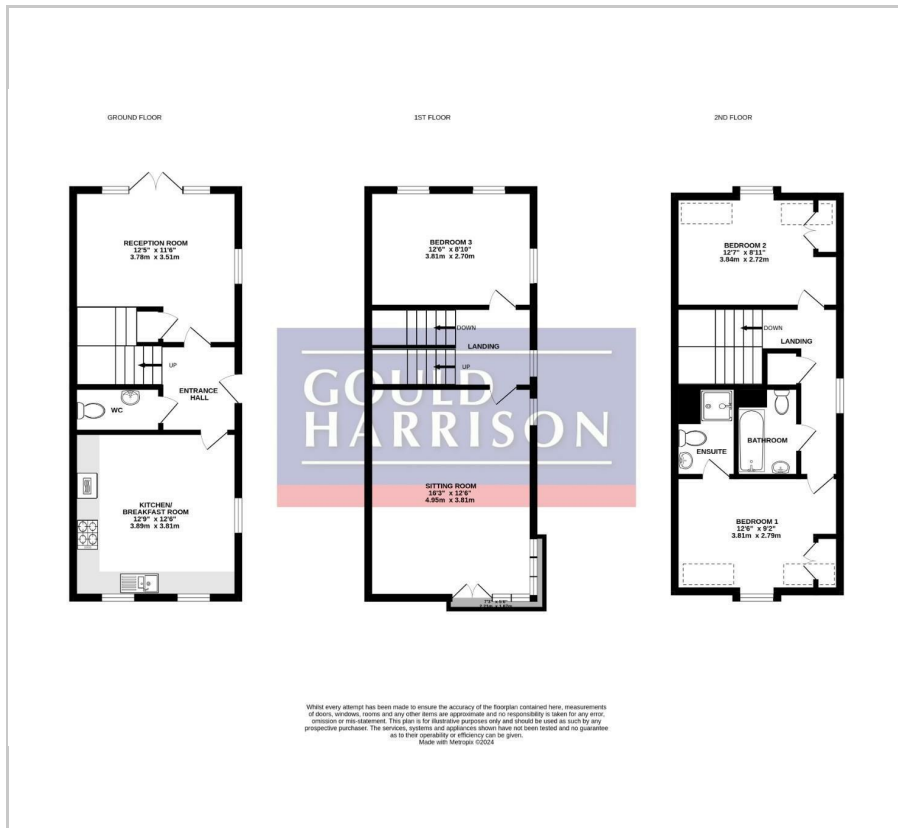 GROUND FLOOR
1ST FLOOR
2ND FLOOR
RECEPTION ROOM
12'5" x 11'6"
3.78m x 3.51m
UP
ENTRANCE
HALL
WC
KITCHEN/
BREAKFAST ROOM
12'9" x 12'6"
3.89m x 3.81m
BEDROOM 3
12'6" x 8'10"
3.81m x 2.70m
DOWN
LANDING
UP
GOULD
HARRISON
SITTING ROOM
16'3" x 12'6"
4.95m x 3.81m
BEDROOM 2
12'7" x 8'11"
3.84m x 2.72m
DOWN
LANDING
BATHROOM
ENSUITE
BEDROOM 1
12'6" x 9'2"
3.81m x 2.79m
Whilst every attempt has been made to ensure the accuracy of the floorplan contained here, measurements
of doors, windows, rooms and any other items are approximate and no responsibility is taken for any error,
omission or mis-statement. This plan is for illustrative purposes only and should be used as such by any
prospective purchaser. The services, systems and appliances shown have not been tested and no guarantee
as to their operability or efficiency can be given.
Made with Metropix ©2024